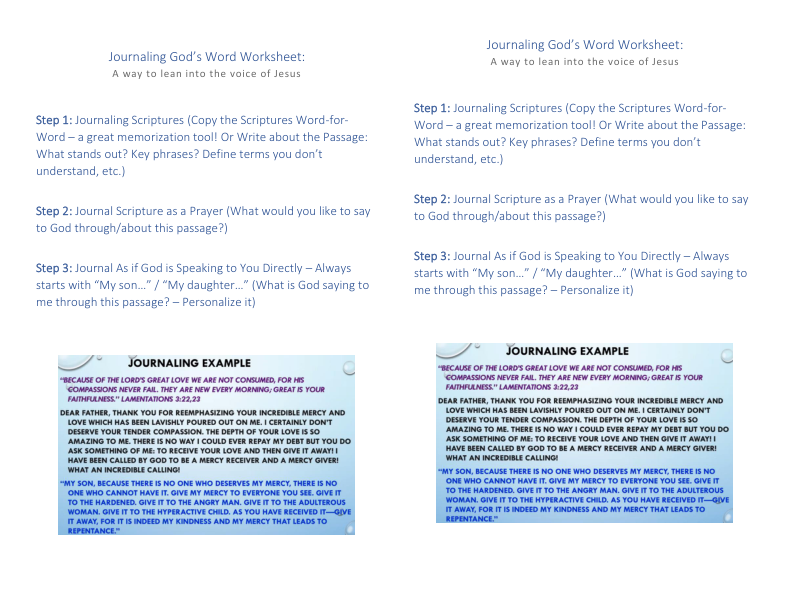 Journaling God's Word Worksheet:
A way to lean into the voice of Jesus
Step 1: Journaling Scriptures (Copy the Scriptures Word-for-
Word – a great memorization tool! Or Write about the Passage:
What stands out? Key phrases? Define terms you don't
understand, etc.)
Step 2: Journal Scripture as a Prayer (What would you like to say
to God through/about this passage?)
Step 3: Journal As if God is Speaking to You Directly – Always
starts with "My son…" / "My daughter…" (What is God saying to
me through this passage? – Personalize it)
JOURNALING EXAMPLE
"BECAUSE OF THE LORD'S GREAT LOVE WE ARE NOT CONSUMED, FOR HIS
COMPASSIONS NEVER FAIL. THEY ARE NEW EVERY MORNING; GREAT IS YOUR
FAITHFULNESS." LAMENTATIONS 3:22,23
DEAR FATHER, THANK YOU FOR REEMPHASIZING YOUR INCREDIBLE MERCY AND
LOVE WHICH HAS BEEN LAVISHLY POURED OUT ON ME. I CERTAINLY DON'T
DESERVE YOUR TENDER COMPASSION. THE DEPTH OF YOUR LOVE IS SO
AMAZING TO ME. THERE IS NO WAY I COULD EVER REPAY MY DEBT BUT YOU DO
ASK SOMETHING OF ME: TO RECEIVE YOUR LOVE AND THEN GIVE IT AWAY! I
HAVE BEEN CALLED BY GOD TO BE A MERCY RECEIVER AND A MERCY GIVER!
WHAT AN INCREDIBLE CALLING!
"MY SON, BECAUSE THERE IS NO ONE WHO DESERVES MY MERCY, THERE IS NO
ONE WHO CANNOT HAVE IT. GIVE MY MERCY TO EVERYONE YOU SEE. GIVE IT
TO THE HARDENED. GIVE IT TO THE ANGRY MAN. GIVE IT TO THE ADULTEROUS
WOMAN. GIVE IT TO THE HYPERACTIVE CHILD. AS YOU HAVE RECEIVED IT—GIVE
IT AWAY, FOR IT IS INDEED MY KINDNESS AND MY MERCY THAT LEADS TO
REPENTANCE."
Journaling God's Word Worksheet:
A way to lean into the voice of Jesus
Step 1: Journaling Scriptures (Copy the Scriptures Word-for-
Word – a great memorization tool! Or Write about the Passage:
What stands out? Key phrases? Define terms you don't
understand, etc.)
Step 2: Journal Scripture as a Prayer (What would you like to say
to God through/about this passage?)
Step 3: Journal As if God is Speaking to You Directly – Always
starts with "My son…" / "My daughter…" (What is God saying to
me through this passage? – Personalize it)
JOURNALING EXAMPLE
"BECAUSE OF THE LORD'S GREAT LOVE WE ARE NOT CONSUMED, FOR HIS
COMPASSIONS NEVER FAIL. THEY ARE NEW EVERY MORNING; GREAT IS YOUR
FAITHFULNESS." LAMENTATIONS 3:22,23
DEAR FATHER, THANK YOU FOR REEMPHASIZING YOUR INCREDIBLE MERCY AND
LOVE WHICH HAS BEEN LAVISHLY POURED OUT ON ME. I CERTAINLY DON'T
DESERVE YOUR TENDER COMPASSION. THE DEPTH OF YOUR LOVE IS SO
AMAZING TO ME. THERE IS NO WAY I COULD EVER REPAY MY DEBT BUT YOU DO
ASK SOMETHING OF ME: TO RECEIVE YOUR LOVE AND THEN GIVE IT AWAY! I
HAVE BEEN CALLED BY GOD TO BE A MERCY RECEIVER AND A MERCY GIVER!
WHAT AN INCREDIBLE CALLING!
"MY SON, BECAUSE THERE IS NO ONE WHO DESERVES MY MERCY, THERE IS NO
ONE WHO CANNOT HAVE IT. GIVE MY MERCY TO EVERYONE YOU SEE. GIVE IT
TO THE HARDENED. GIVE IT TO THE ANGRY MAN. GIVE IT TO THE ADULTEROUS
WOMAN. GIVE IT TO THE HYPERACTIVE CHILD. AS YOU HAVE RECEIVED IT—GIVE
IT AWAY, FOR IT IS INDEED MY KINDNESS AND MY MERCY THAT LEADS TO
REPENTANCE."